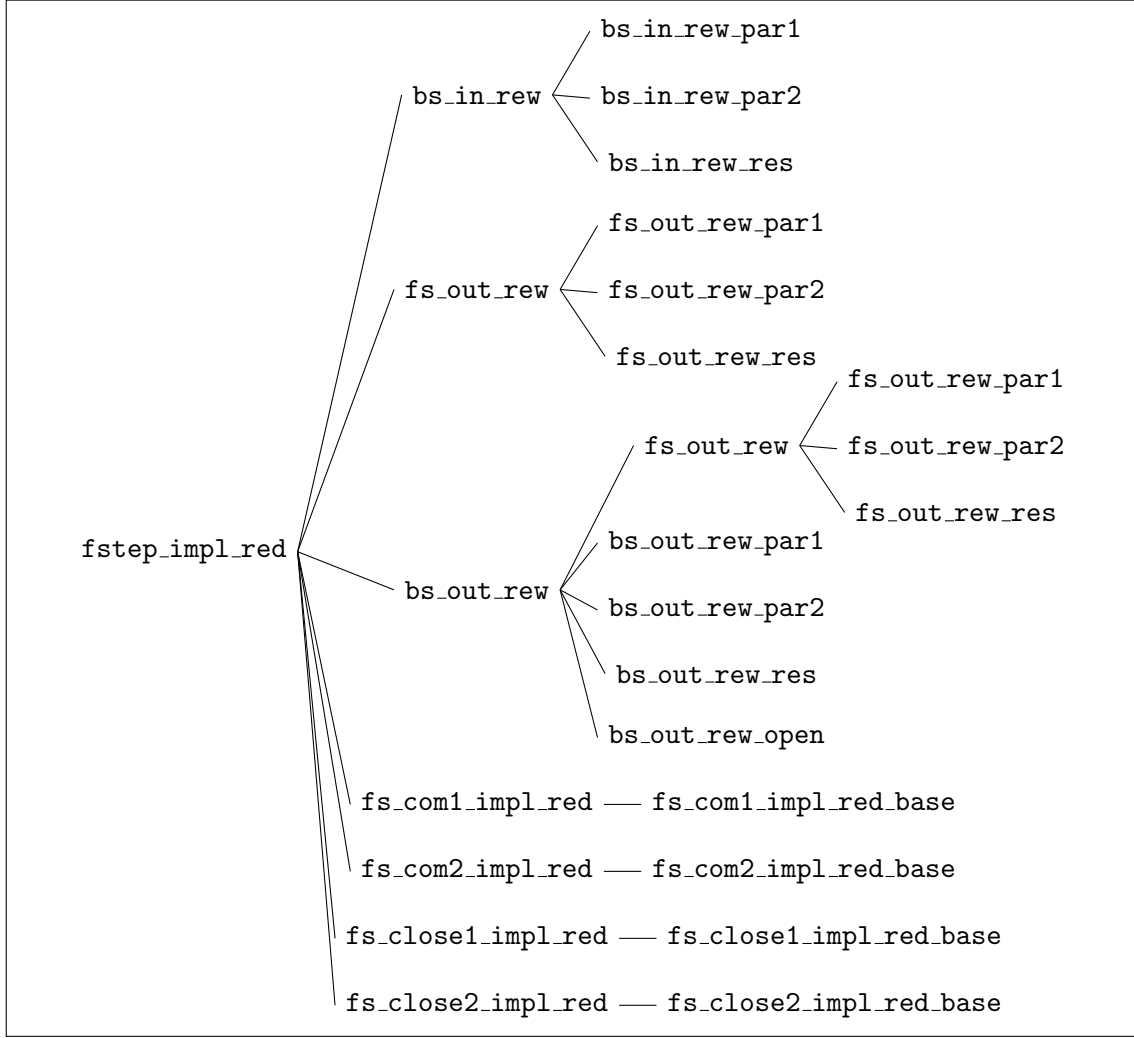 bs_in_rew_par1
bs_in_rew bs_in_rew_par2
bs_in_rew_res
fs_out_rew_par1
fs_out_rew fs_out_rew_par2
fs_out_rew_res
fs_out_rew_par1
fs_out_rew fs_out_rew_par2
fs_out_rew_res
bs_out_rew_par1
fstep_impl_red
bs_out_rew
bs_out_rew_par2
bs_out_rew_res
bs_out_rew_open
fs_com1_impl_red fs_com1_impl_red_base
fs_com2_impl_red fs_com2_impl_red_base
fs_close1_impl_red fs_close1_impl_red_base
fs_close2_impl_red fs_close2_impl_red_base